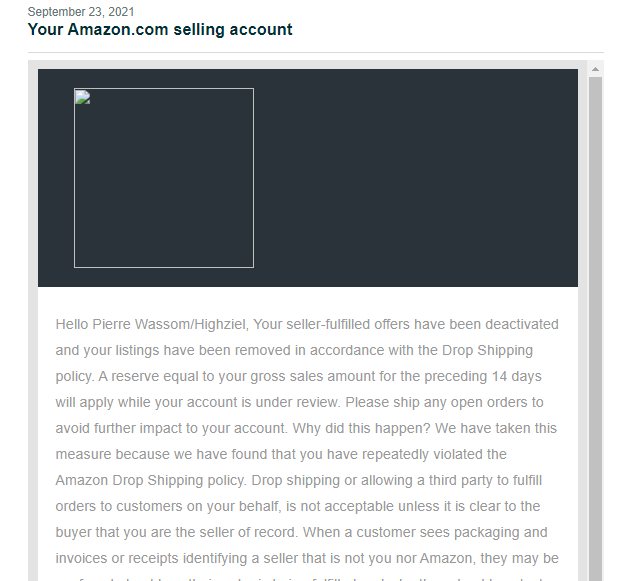 September 23, 2021
Your Amazon.com selling account
Hello Pierre Wassom/Highziel, Your seller-fulfilled offers have been deactivated
and your listings have been removed in accordance with the Drop Shipping
policy. A reserve equal to your gross sales amount for the preceding 14 days
will apply while your account is under review. Please ship any open orders to
avoid further impact to your account. Why did this happen? We have taken this
measure because we have found that you have repeatedly violated the
Amazon Drop Shipping policy. Drop shipping or allowing a third party to fulfill
orders to customers on your behalf, is not acceptable unless it is clear to the
buyer that you are the seller of record. When a customer sees packaging and
invoices or receipts identifying a seller that is not you nor Amazon, they may be